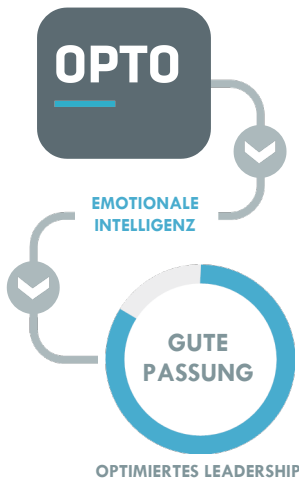 OPTO
EMOTIONALE
INTELLIGENZ
GUTE
PASSUNG
OPTIMIERTES LEADERSHIP